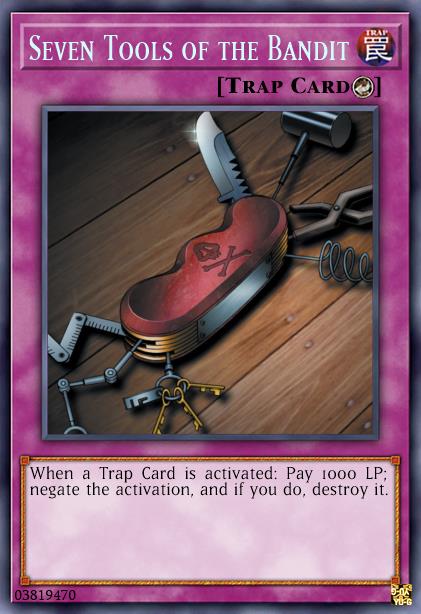 Seven Tools of the Bandit
TRAP
罠
[Trap Card]
When a Trap Card is activated: Pay 1000 LP;
negate the activation, and if you do, destroy it.
03819470